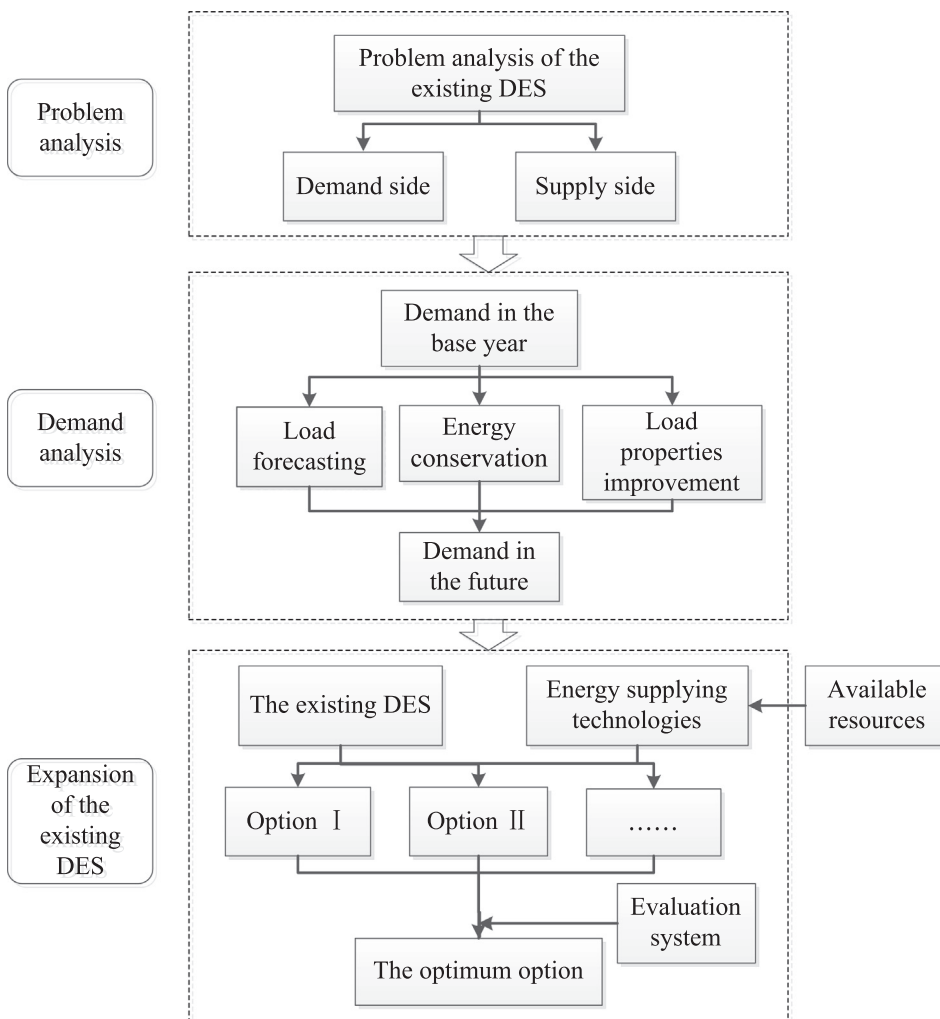 Problem analysis of the
existing DES
Problem
analysis
Demand side
Supply side
Demand in the
base year
Demand
analysis
Load
forecasting
Energy
conservation
Load
properties
improvement
Demand in
the future
The existing DES
Energy supplying
technologies
Available
resources
Expansion
of the
existing
DES
Option Ⅰ
Option Ⅱ
......
Evaluation
system
The optimum option